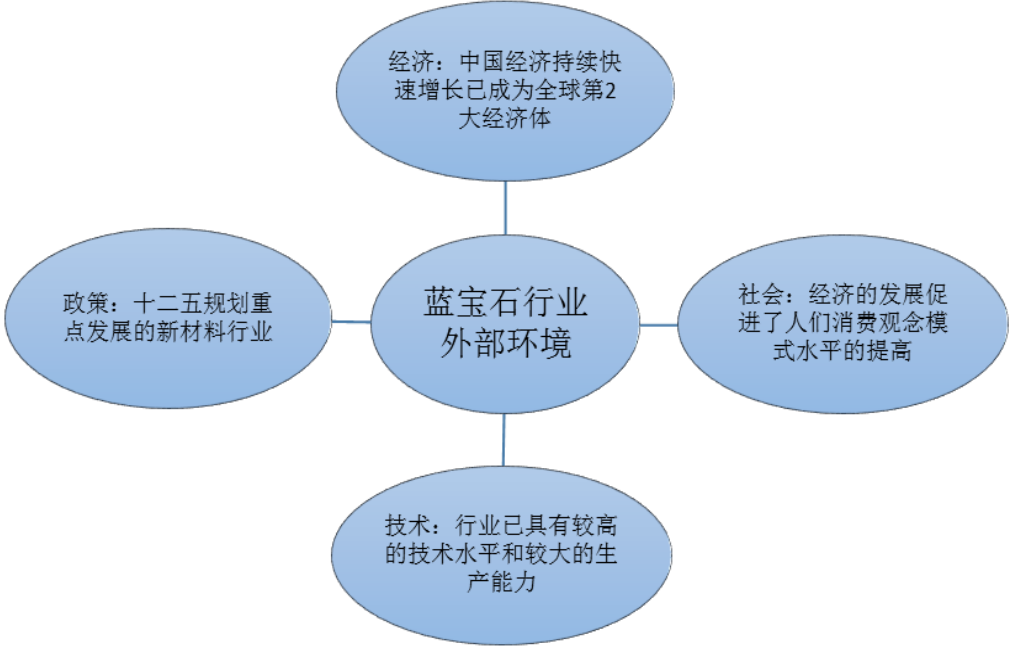 经济：中国经济持续快
速增长已成为全球第2
大经济体
政策：十二五规划重
点发展的新材料行业
蓝宝石行业
外部环境
社会：经济的发展促
进了人们消费观念模
式水平的提高
技术：行业已具有较高
的技术水平和较大的生
产能力